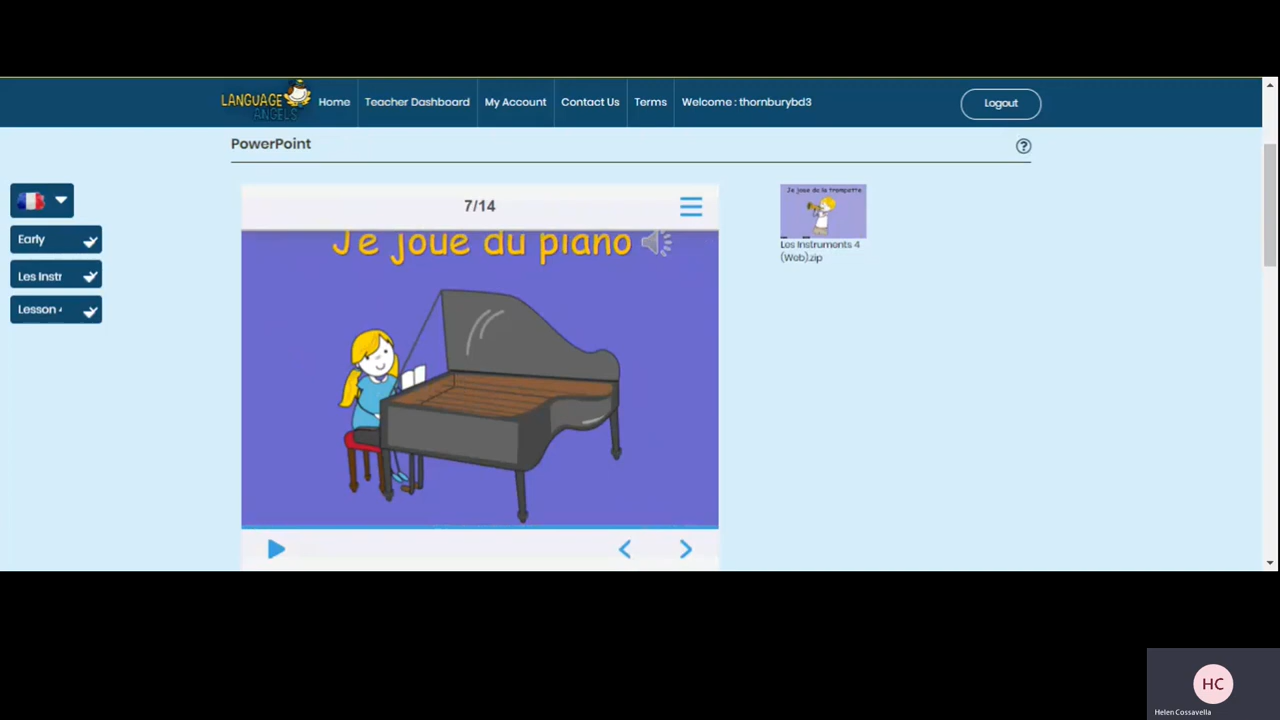 LANGUAGE ANGELS
Home
Teacher Dashboard
My Account
Contact Us
Terms
Welcome : thornburybd3
Logout
PowerPoint
?
Early
Les Instr
Lesson 4
7/14
Je joue du piano
Je joue de la trompette
Les Instruments 4
(Web).zip
HC
Helen Cossavella